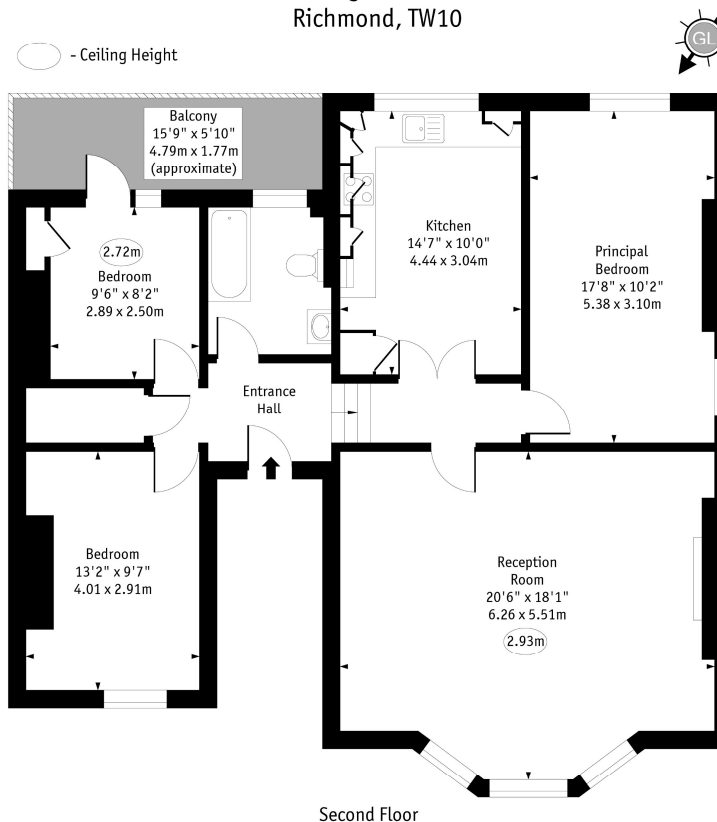 Richmond, TW10
- Ceiling Height
GL
Balcony
15'9" x 5'10"
4.79m x 1.77m
(approximate)
2.72m
Bedroom
9'6" x 8'2"
2.89 x 2.50m
Kitchen
14'7" x 10'0"
4.44 x 3.04m
Principal
Bedroom
17'8" x 10'2"
5.38 x 3.10m
Entrance
Hall
Bedroom
13'2" x 9'7"
4.01 x 2.91m
Reception
Room
20'6" x 18'1"
6.26 x 5.51m
2.93m
Second Floor